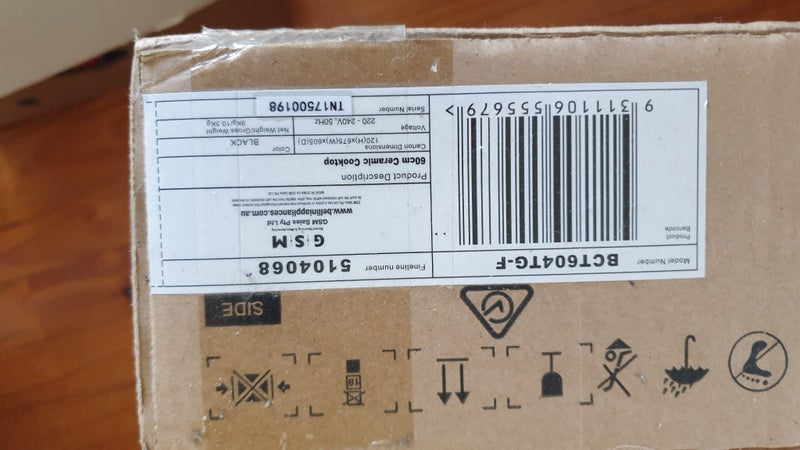 Model Number
BCT604TG-F
Fineline number
5104068
Product
Barcode
9 311106 555679 >
G·S·M
GSM Sales Pty Ltd
www.belliniappliances.com.au
Product Description
60cm Ceramic Cooktop
Carton Dimensions
120(H)x675(W)x605(D)
Color
BLACK
Voltage
220 - 240V, 50Hz
Net Weight/Gross Weight
9Kg/10.5Kg
Serial Number
TN17500198
SIDE
18